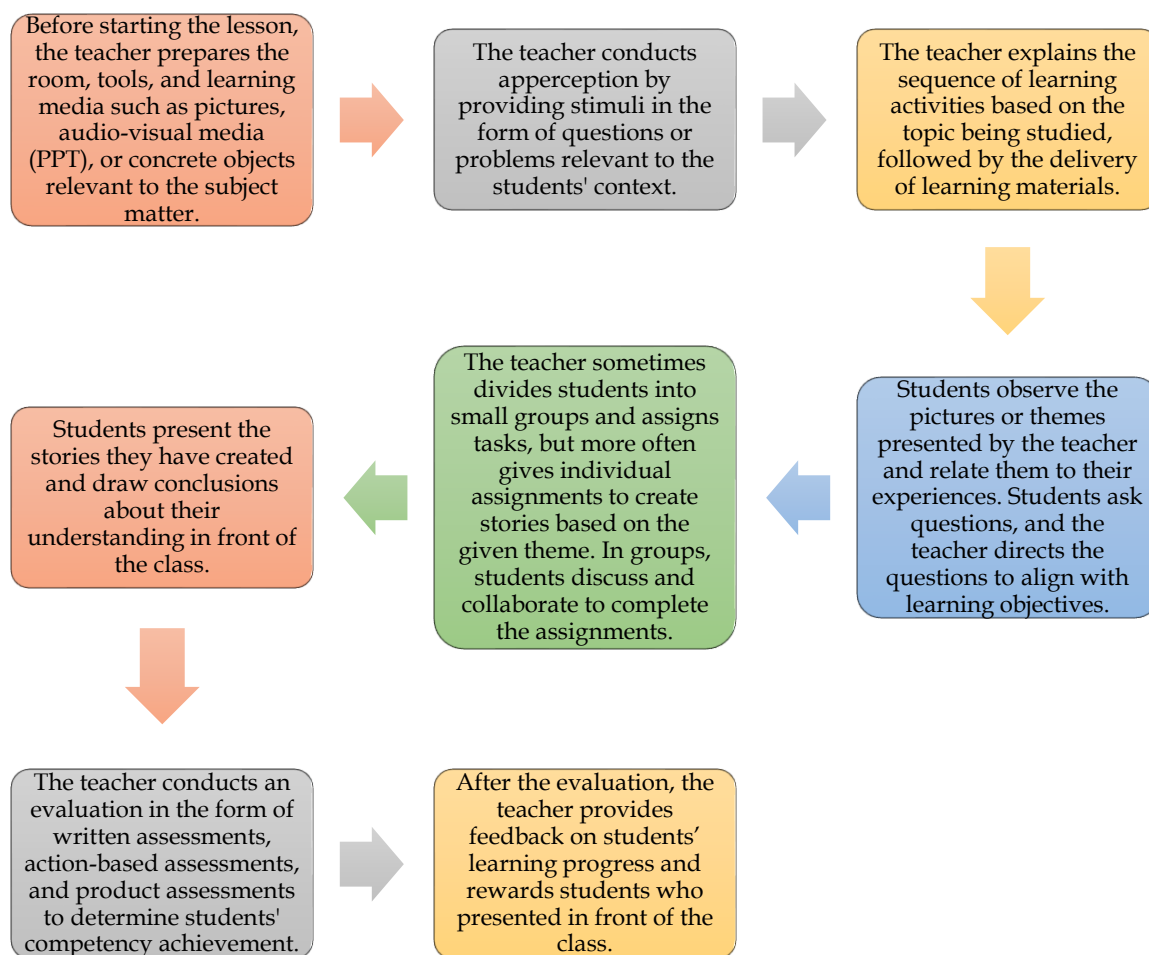 Before starting the lesson,
the teacher prepares the
room, tools, and learning
media such as pictures,
audio-visual media
(PPT), or concrete objects
relevant to the subject
matter.
The teacher conducts
apperception by
providing stimuli in the
form of questions or
problems relevant to the
students' context.
The teacher explains the
sequence of learning
activities based on the
topic being studied,
followed by the delivery
of learning materials.
Students observe the
pictures or themes
presented by the teacher
and relate them to their
experiences. Students ask
questions, and the
teacher directs the
questions to align with
learning objectives.
The teacher sometimes
divides students into
small groups and assigns
tasks, but more often
gives individual
assignments to create
stories based on the
given theme. In groups,
students discuss and
collaborate to complete
the assignments.
Students present the
stories they have created
and draw conclusions
about their
understanding in front of
the class.
The teacher conducts an
evaluation in the form of
written assessments,
action-based assessments,
and product assessments
to determine students'
competency achievement.
After the evaluation, the
teacher provides
feedback on students’
learning progress and
rewards students who
presented in front of the
class.